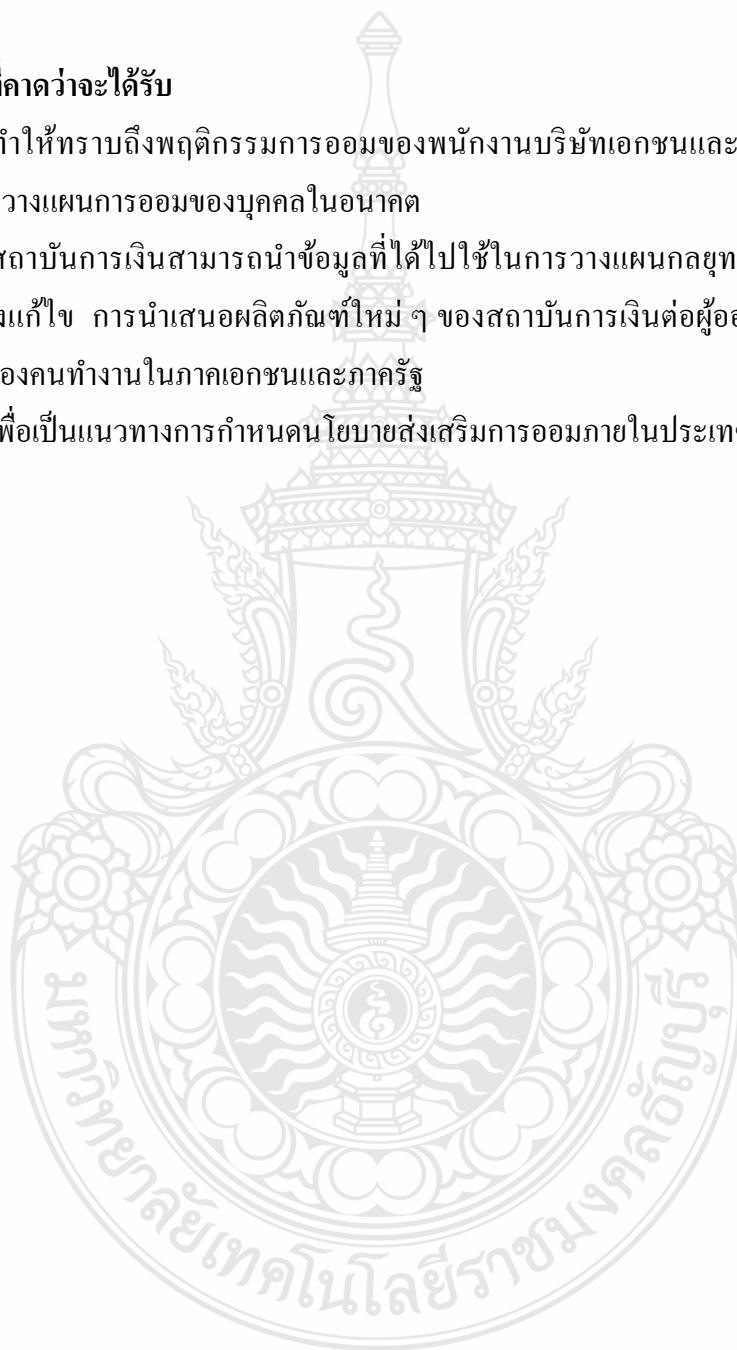 ที่คาดว่าจะได้รับ
ทำให้ทราบถึงพฤติกรรมการออมของพนักงานบริษัทเอกชนและ
วางแผนการออมของบุคคลในอนาคต
สถาบันการเงินสามารถนำข้อมูลที่ได้ไปใช้ในการวางแผนกลยุท
แก้ไข การนำเสนอผลิตภัณฑ์ใหม่ ๆ ของสถาบันการเงินต่อผู้ออ
องคนทำงานในภาคเอกชนและภาครัฐ
พื่อเป็นแนวทางการกำหนดนโยบายส่งเสริมการออมภายในประเทศ
มหาวิทยาลัยเทคโนโลยีราชมงคลธัญบุรี